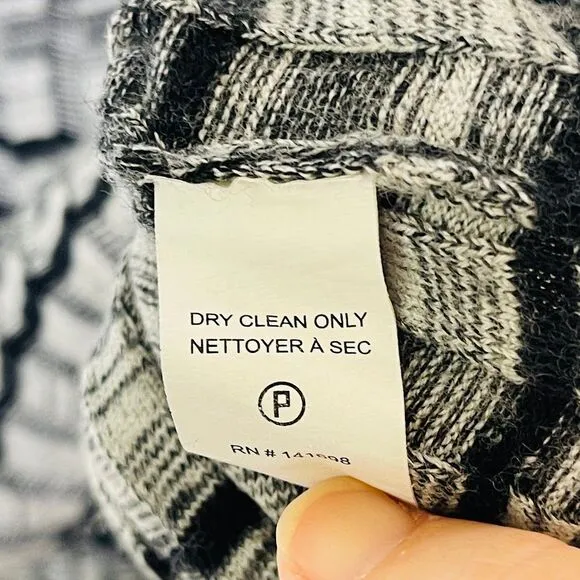 DRY CLEAN ONLY
NETTOYER À SEC
P
RN #